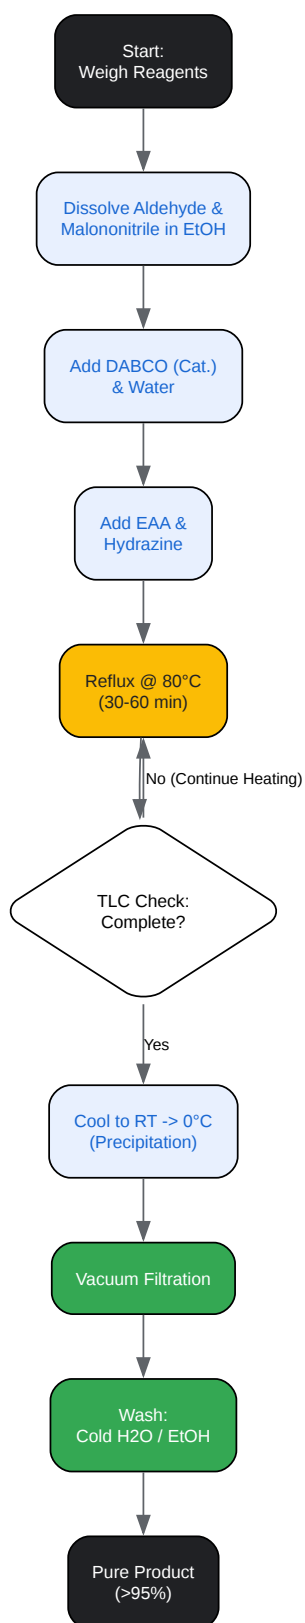 Start:
Weigh Reagents
Dissolve Aldehyde &
Malononitrile in EtOH
Add DABCO (Cat.)
& Water
Add EAA &
Hydrazine
Reflux @ 80°C
(30-60 min)
No (Continue Heating)
TLC Check:
Complete?
Yes
Cool to RT -> 0°C
(Precipitation)
Vacuum Filtration
Wash:
Cold H2O / EtOH
Pure Product
(>95%)